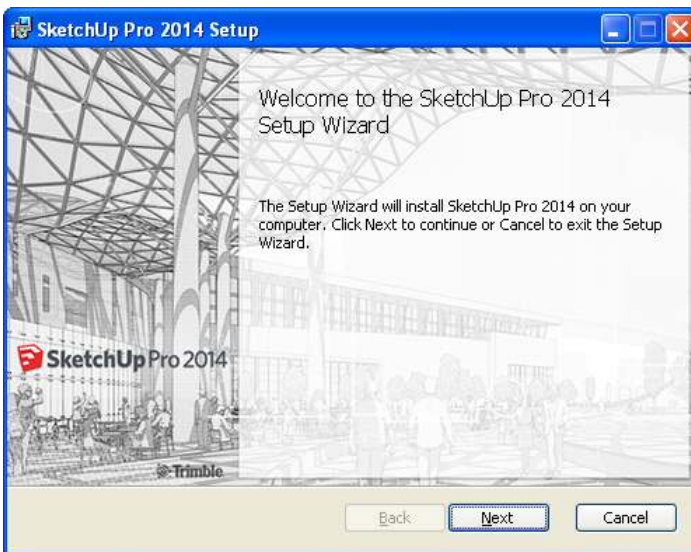 SketchUp Pro 2014 Setup
Welcome to the SketchUp Pro 2014
Setup Wizard
The Setup Wizard will install SketchUp Pro 2014 on your
computer. Click Next to continue or Cancel to exit the Setup
Wizard.
SketchUp Pro 2014
Trimble
Back
Next
Cancel